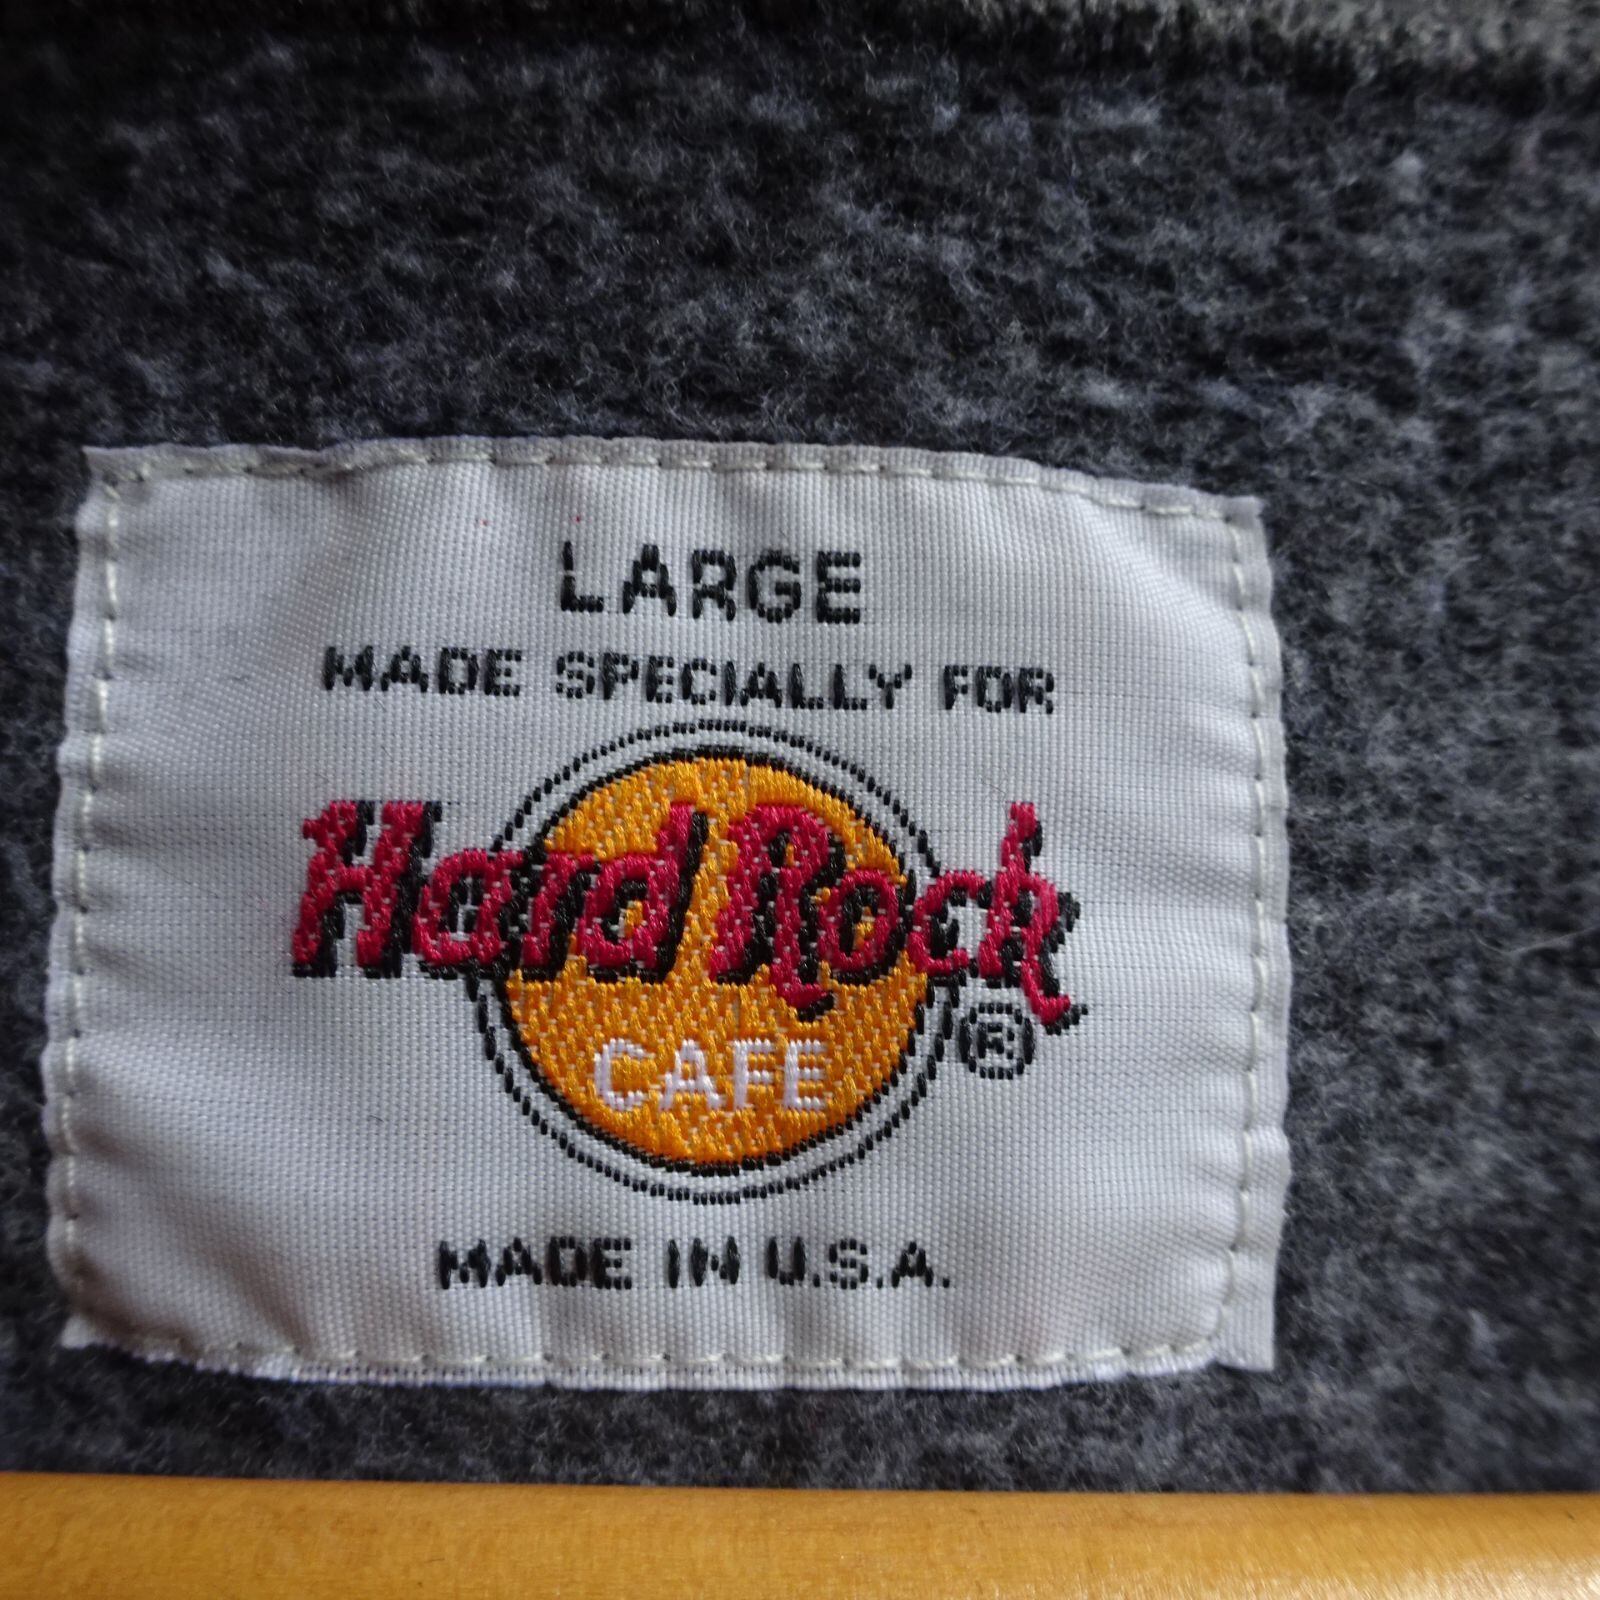 LARGE
MADE SPECIALLY FOR
Hard Rock
®
CAFE
MADE IN U.S.A.